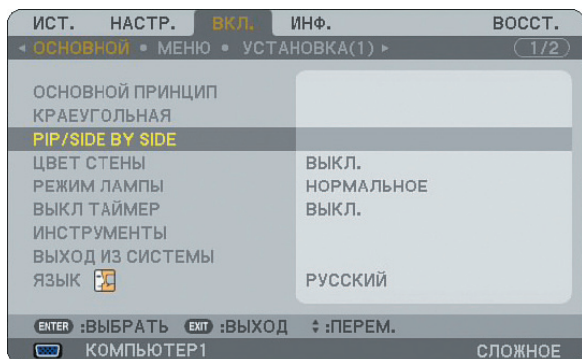 ИСТ. НАСТР. ВКЛ. ИНФ. ВОССТ.
ОСНОВНОЙ • МЕНЮ • УСТАНОВКА(1) 1/2
ОСНОВНОЙ ПРИНЦИП
КРАЕУГОЛЬНАЯ
PIP/SIDE BY SIDE
ЦВЕТ СТЕНЫ ВЫКЛ.
РЕЖИМ ЛАМПЫ НОРМАЛЬНОЕ
ВЫКЛ ТАЙМЕР ВЫКЛ.
ИНСТРУМЕНТЫ
ВЫХОД ИЗ СИСТЕМЫ
ЯЗЫК РУССКИЙ
ENTER :ВЫБРАТЬ EXIT :ВЫХОД :ПЕРЕМ.
КОМПЬЮТЕР1 СЛОЖНОЕ